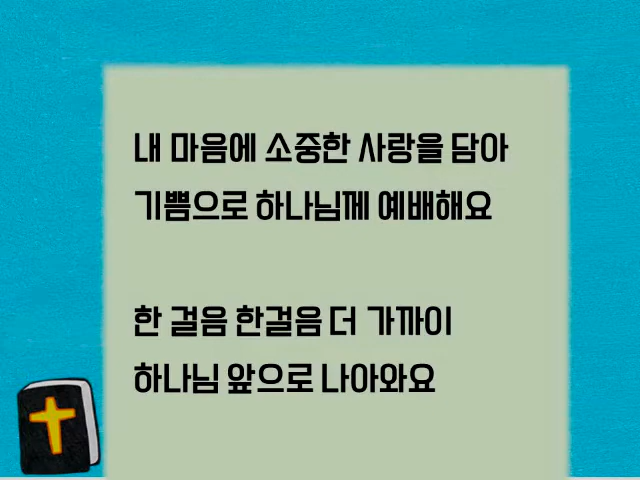 내 마음에 소중한 사랑을 담아
기쁨으로 하나님께 예배해요
한 걸음 한걸음 더 가까이
하나님 앞으로 나아와요